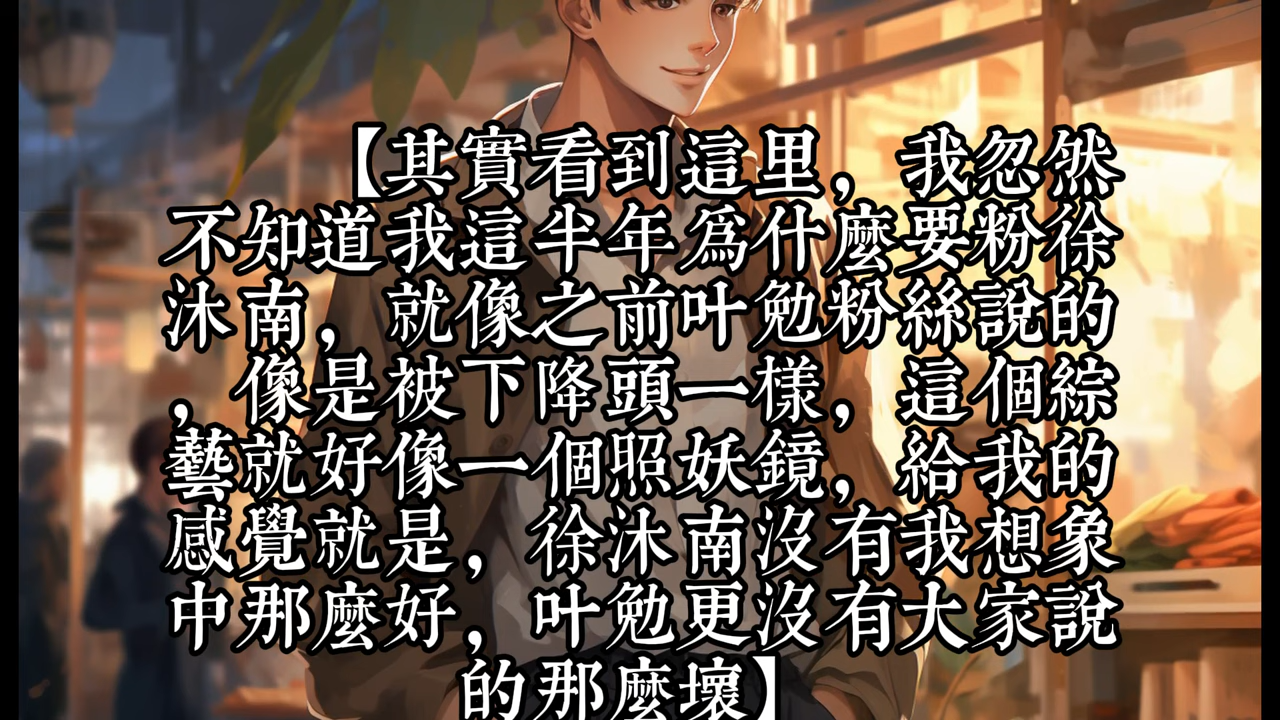 【其實看到這里，我忽然
不知道我這半年爲什麼要粉徐
沐南，就像之前叶勉粉絲說的
，像是被下降頭一樣，這個綜
藝就好像一個照妖鏡，給我的
感覺就是，徐沐南沒有我想象
中那麼好，叶勉更沒有大家說
的那麼壞】